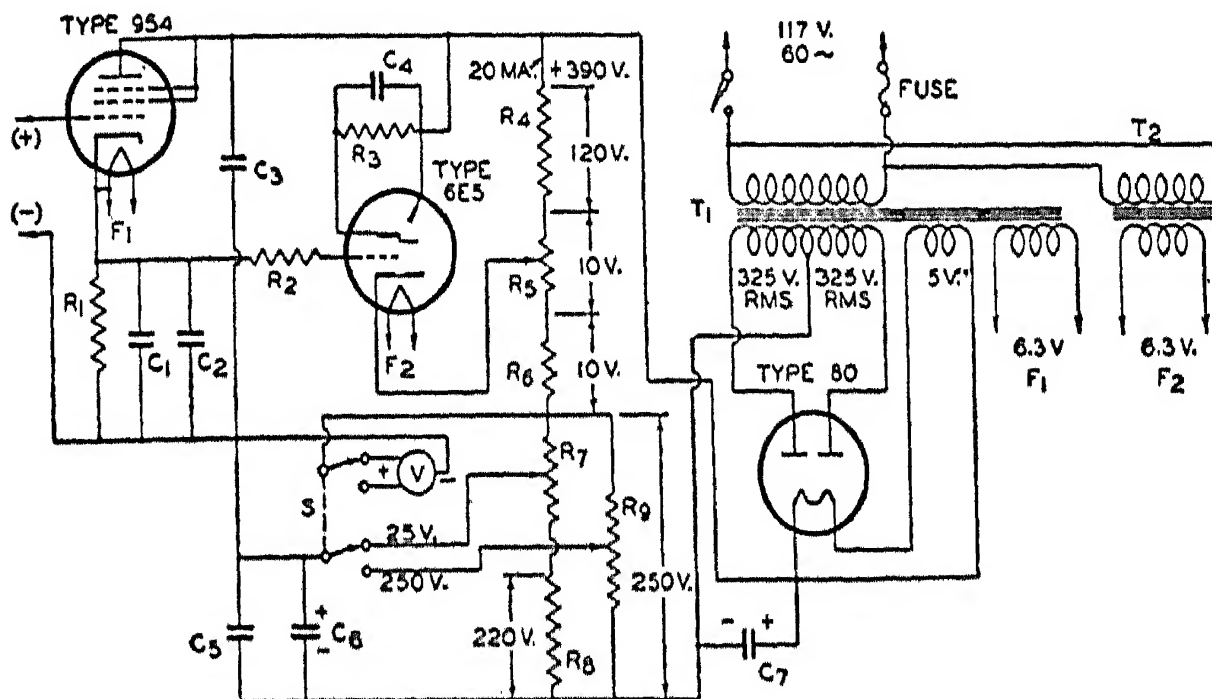 TYPE 954
(+)
(-)
F1
R1
C1
C2
C3
R2
C4
R3
TYPE
6E5
F2
20 MA.
+390 V.
R4
120 V.
R5
10 V.
R6
10 V.
R7
+
V
-
S
25 V.
250 V.
R9
250 V.
220 V.
R8
C5
+
-
C6
117 V.
60 ~
FUSE
T2
T1
325 V.
RMS
325 V.
RMS
5 V."
6.3 V
F1
6.3 V.
F2
TYPE 80
-
+
C7